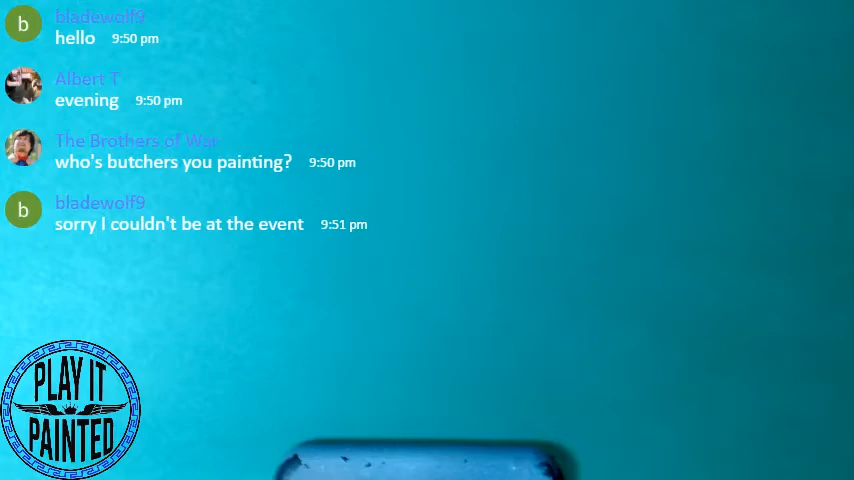 bladewolf9
hello 9:50 pm
Albert T
evening 9:50 pm
The Brothers of War
who's butchers you painting? 9:50 pm
b
bladewolf9
sorry I couldn't be at the event 9:51 pm
b
PLAY IT
PAINTED